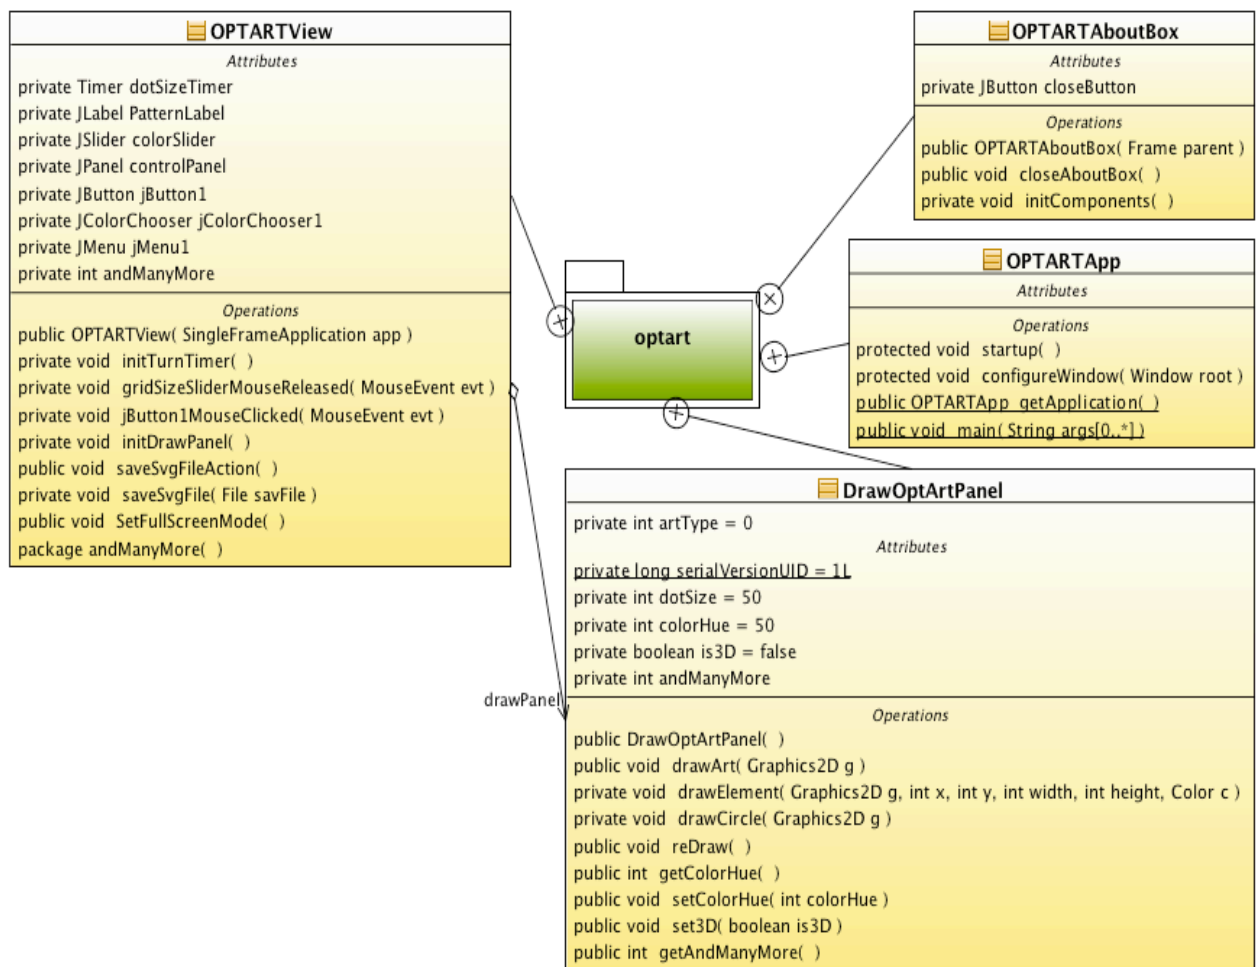 OPTARTView
Attributes
private Timer dotSizeTimer
private JLabel PatternLabel
private JSlider colorSlider
private JPanel controlPanel
private JButton jButton1
private JColorChooser jColorChooser1
private JMenu jMenu1
private int andManyMore
Operations
public OPTARTView( SingleFrameApplication app )
private void initTurnTimer( )
private void gridSizeSliderMouseReleased( MouseEvent evt )
private void jButton1MouseClicked( MouseEvent evt )
private void initDrawPanel( )
public void saveSvgFileAction( )
private void saveSvgFile( File savFile )
public void SetFullScreenMode( )
package andManyMore( )
OPTARTAboutBox
Attributes
private JButton closeButton
Operations
public OPTARTAboutBox( Frame parent )
public void closeAboutBox( )
private void initComponents( )
optart
OPTARTApp
Attributes
Operations
protected void startup( )
protected void configureWindow( Window root )
public OPTARTApp getApplication( )
public void main( String args[0..*] )
drawPanel
DrawOptArtPanel
private int artType = 0
Attributes
private long serialVersionUID = 1L
private int dotSize = 50
private int colorHue = 50
private boolean is3D = false
private int andManyMore
Operations
public DrawOptArtPanel( )
public void drawArt( Graphics2D g )
private void drawElement( Graphics2D g, int x, int y, int width, int height, Color c )
private void drawCircle( Graphics2D g )
public void reDraw( )
public int getColorHue( )
public void setColorHue( int colorHue )
public void set3D( boolean is3D )
public int getAndManyMore( )